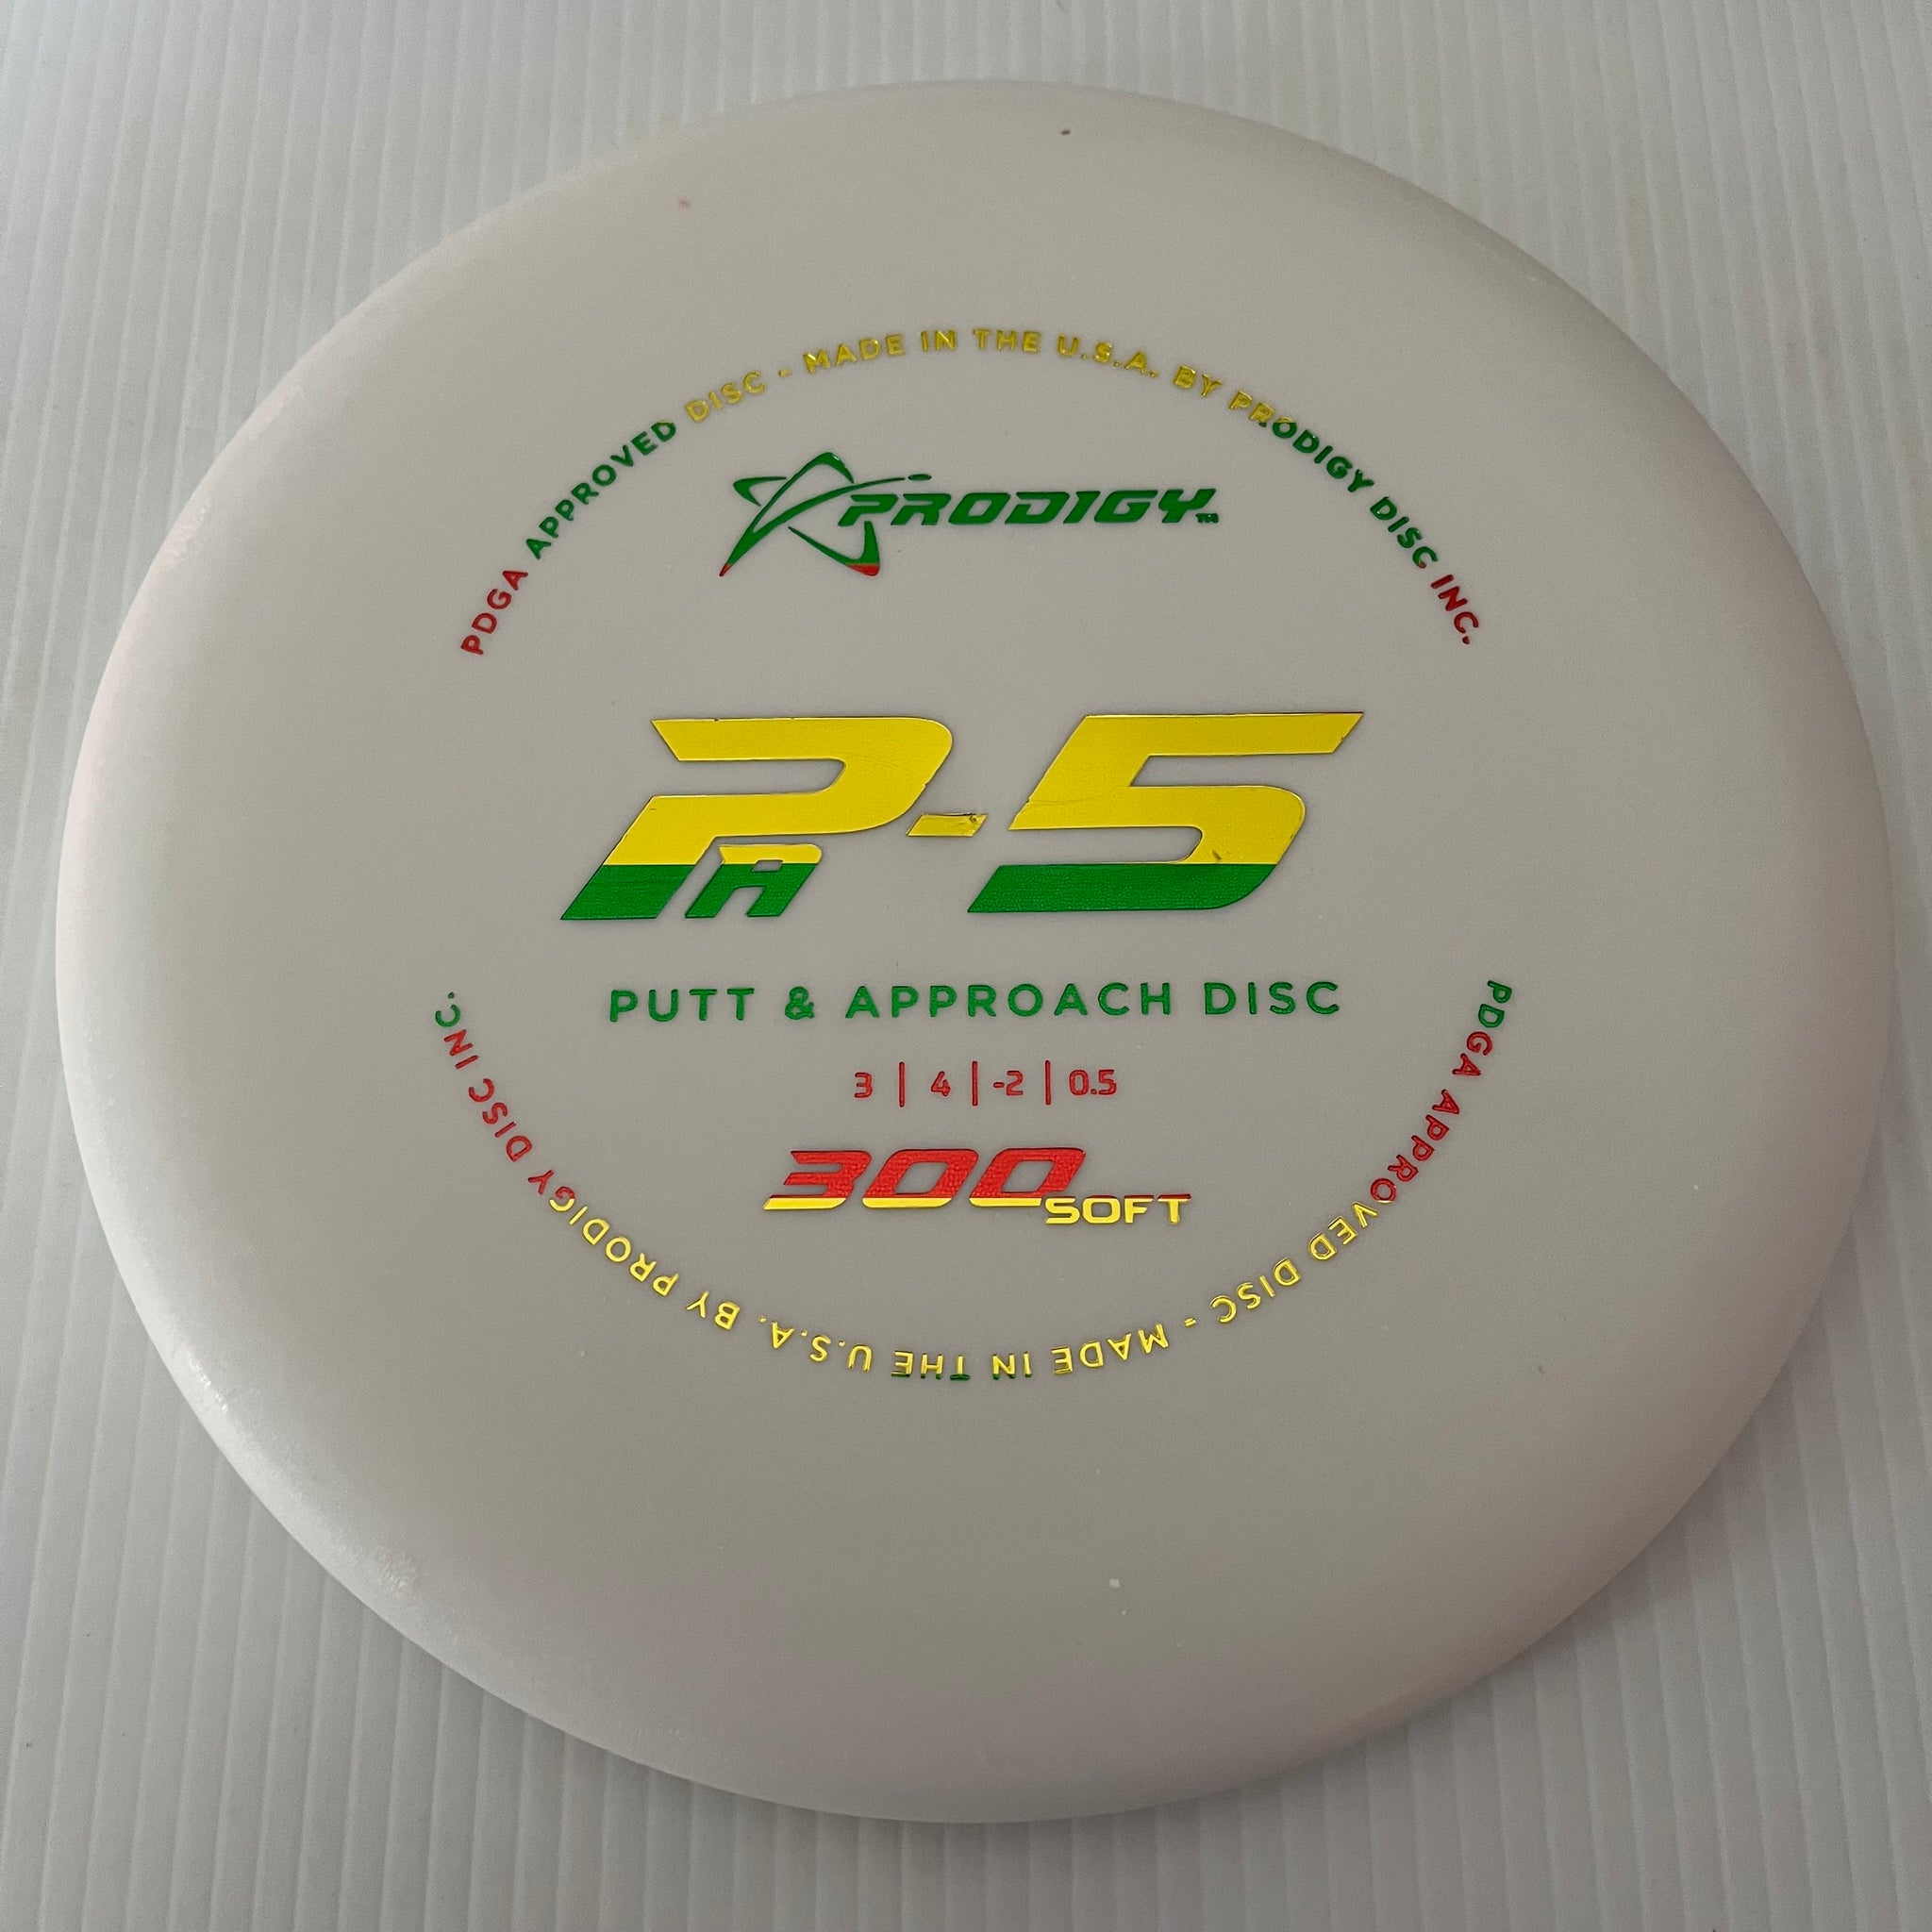 PDGA APPROVED DISC - MADE IN THE U.S.A. BY PRODIGY DISC INC.
PRODIGY™
PA-5
PUTT & APPROACH DISC
3 | 4 | -2 | 0.5
300 SOFT
PDGA APPROVED DISC - MADE IN THE U.S.A. BY PRODIGY DISC INC.